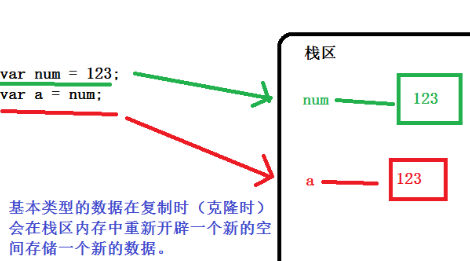 栈区
var num = 123;
var a = num;
num 123
a 123
基本类型的数据在复制时（克隆时）
会在栈区内存中重新开辟一个新的空
间存储一个新的数据。